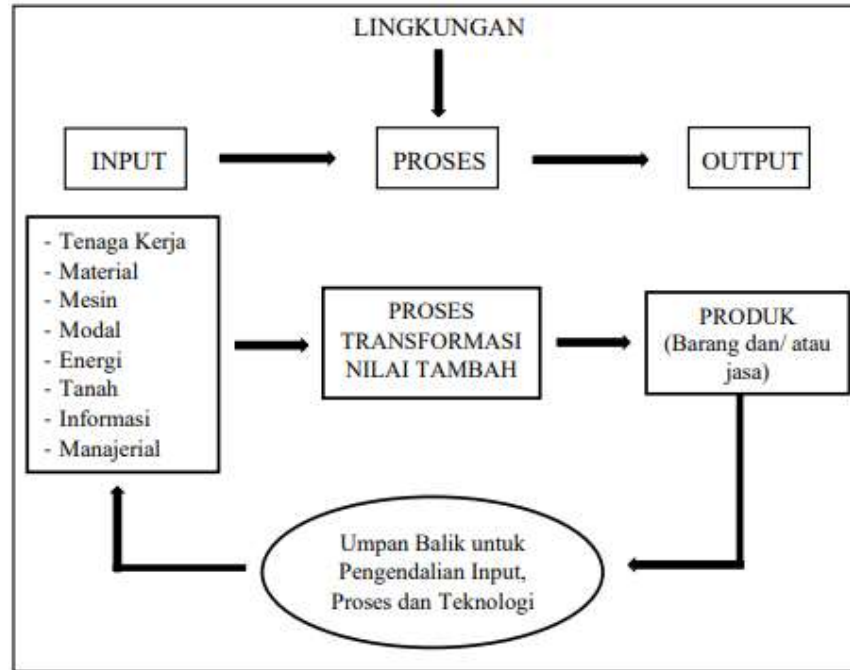 LINGKUNGAN
INPUT
PROSES
OUTPUT
- Tenaga Kerja
- Material
- Mesin
- Modal
- Energi
- Tanah
- Informasi
- Manajerial
PROSES
TRANSFORMASI
NILAI TAMBAH
PRODUK
(Barang dan/ atau
jasa)
Umpan Balik untuk
Pengendalian Input,
Proses dan Teknologi